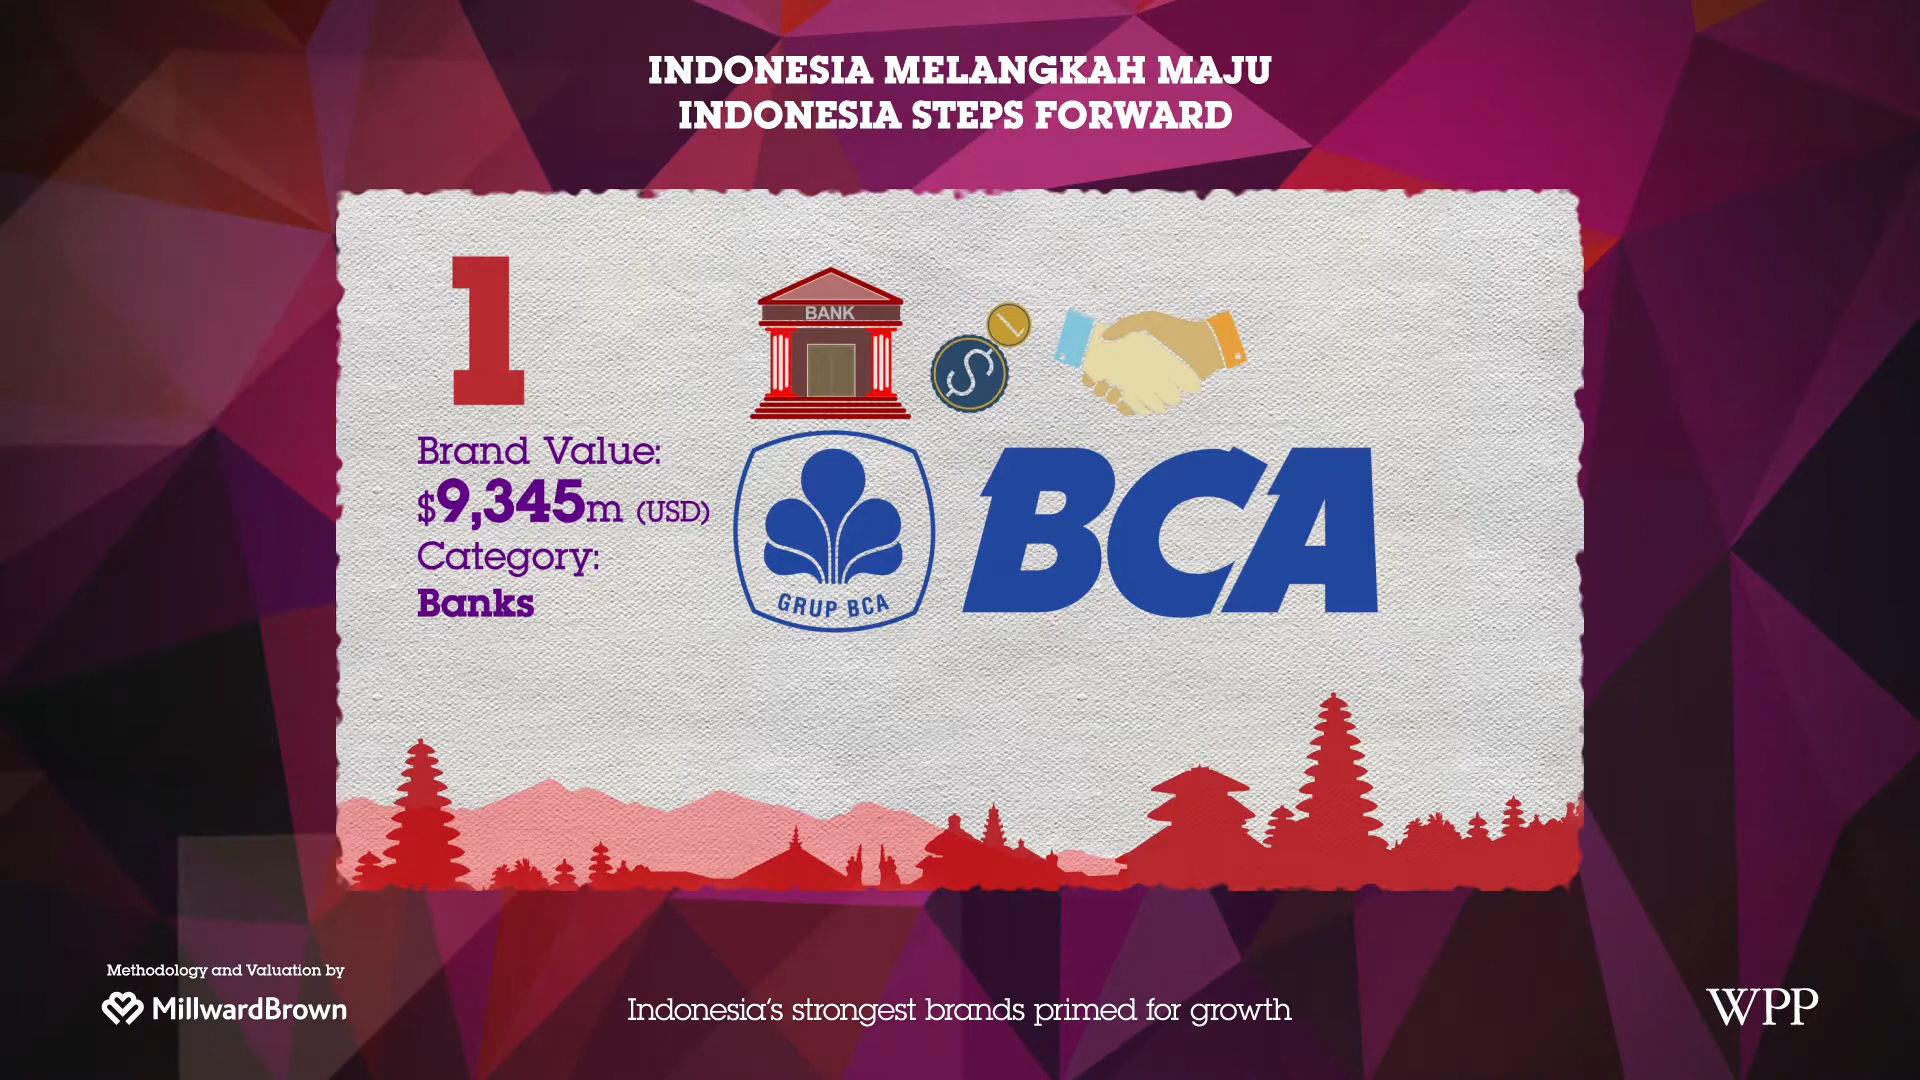 INDONESIA MELANGKAH MAJU
INDONESIA STEPS FORWARD
1
BANK
$
Brand Value:
$9,345m (USD)
Category:
Banks
GRUP BCA
BCA
Methodology and Valuation by
MillwardBrown
Indonesia's strongest brands primed for growth
WPP